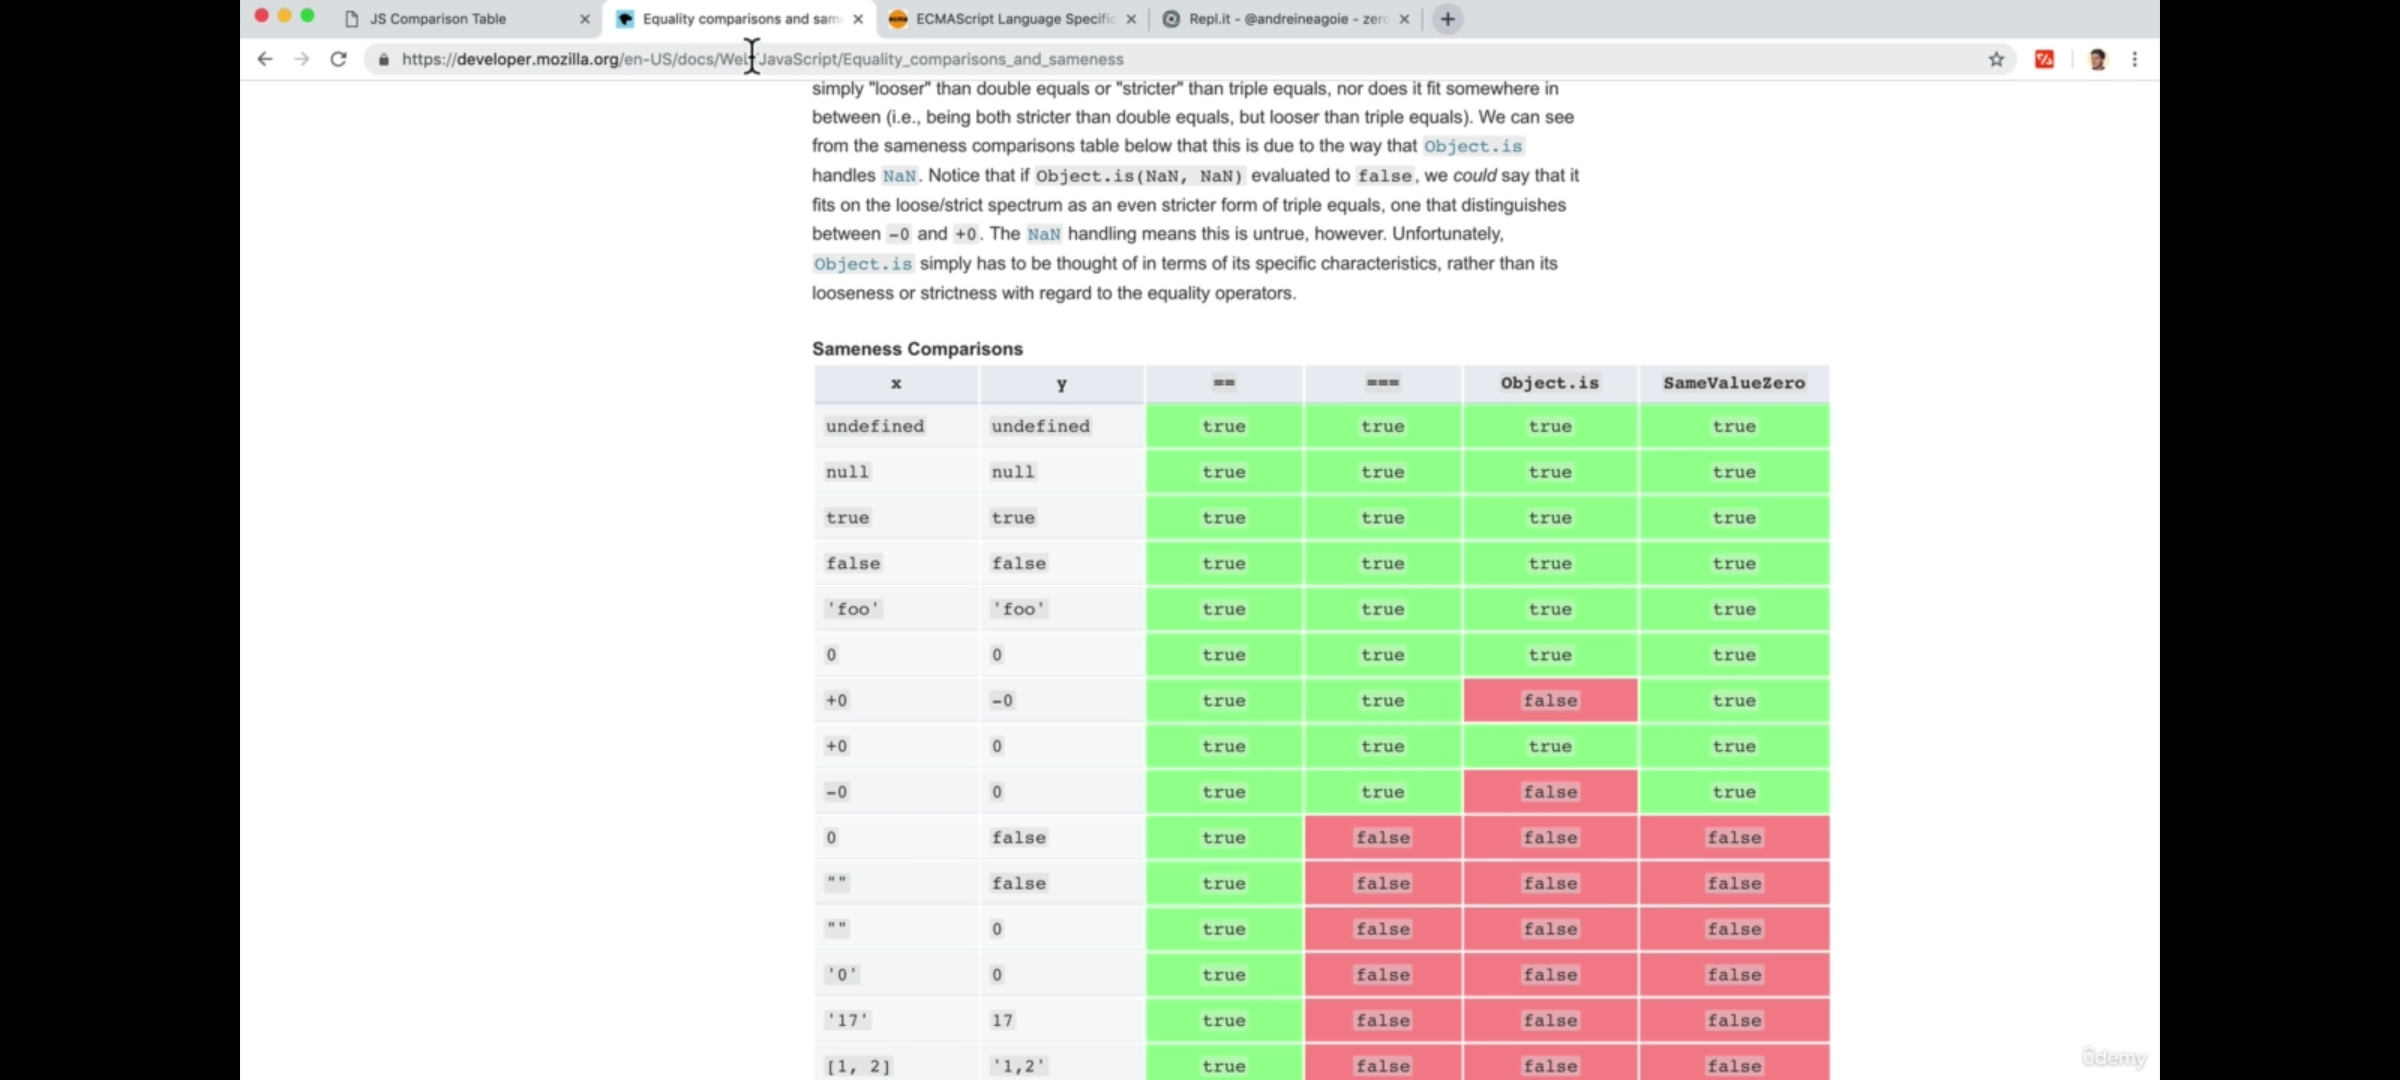 JS Comparison Table
Equality comparisons and sam
ECMAScript Language Specific
Repl.it - @andreineagoie - zero
https://developer.mozilla.org/en-US/docs/Web/JavaScript/Equality_comparisons_and_sameness
simply "looser" than double equals or "stricter" than triple equals, nor does it fit somewhere in
between (i.e., being both stricter than double equals, but looser than triple equals). We can see
from the sameness comparisons table below that this is due to the way that Object.is
handles NaN. Notice that if Object.is(NaN, NaN) evaluated to false, we could say that it
fits on the loose/strict spectrum as an even stricter form of triple equals, one that distinguishes
between -0 and +0. The NaN handling means this is untrue, however. Unfortunately,
Object.is simply has to be thought of in terms of its specific characteristics, rather than its
looseness or strictness with regard to the equality operators.
Sameness Comparisons
x y == === Object.is SameValueZero
undefined undefined true true true true
null null true true true true
true true true true true true
false false true true true true
'foo' 'foo' true true true true
0 0 true true true true
+0 -0 true true false true
+0 0 true true true true
-0 0 true true false true
0 false true false false false
"" false true false false false
"" 0 true false false false
'0' 0 true false false false
'17' 17 true false false false
[1, 2] '1,2' true false false false
ûdemy